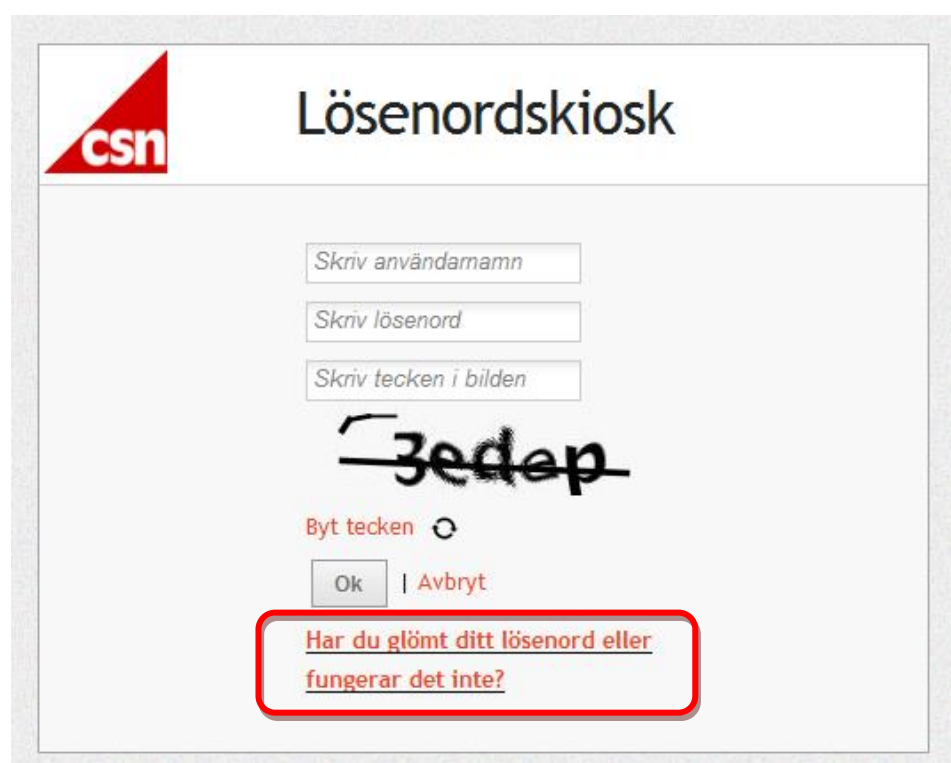 csn
Lösenordskiosk
Skriv användarnamn
Skriv lösenord
Skriv tecken i bilden
Byt tecken
Ok | Avbryt
Har du glömt ditt lösenord eller
fungerar det inte?